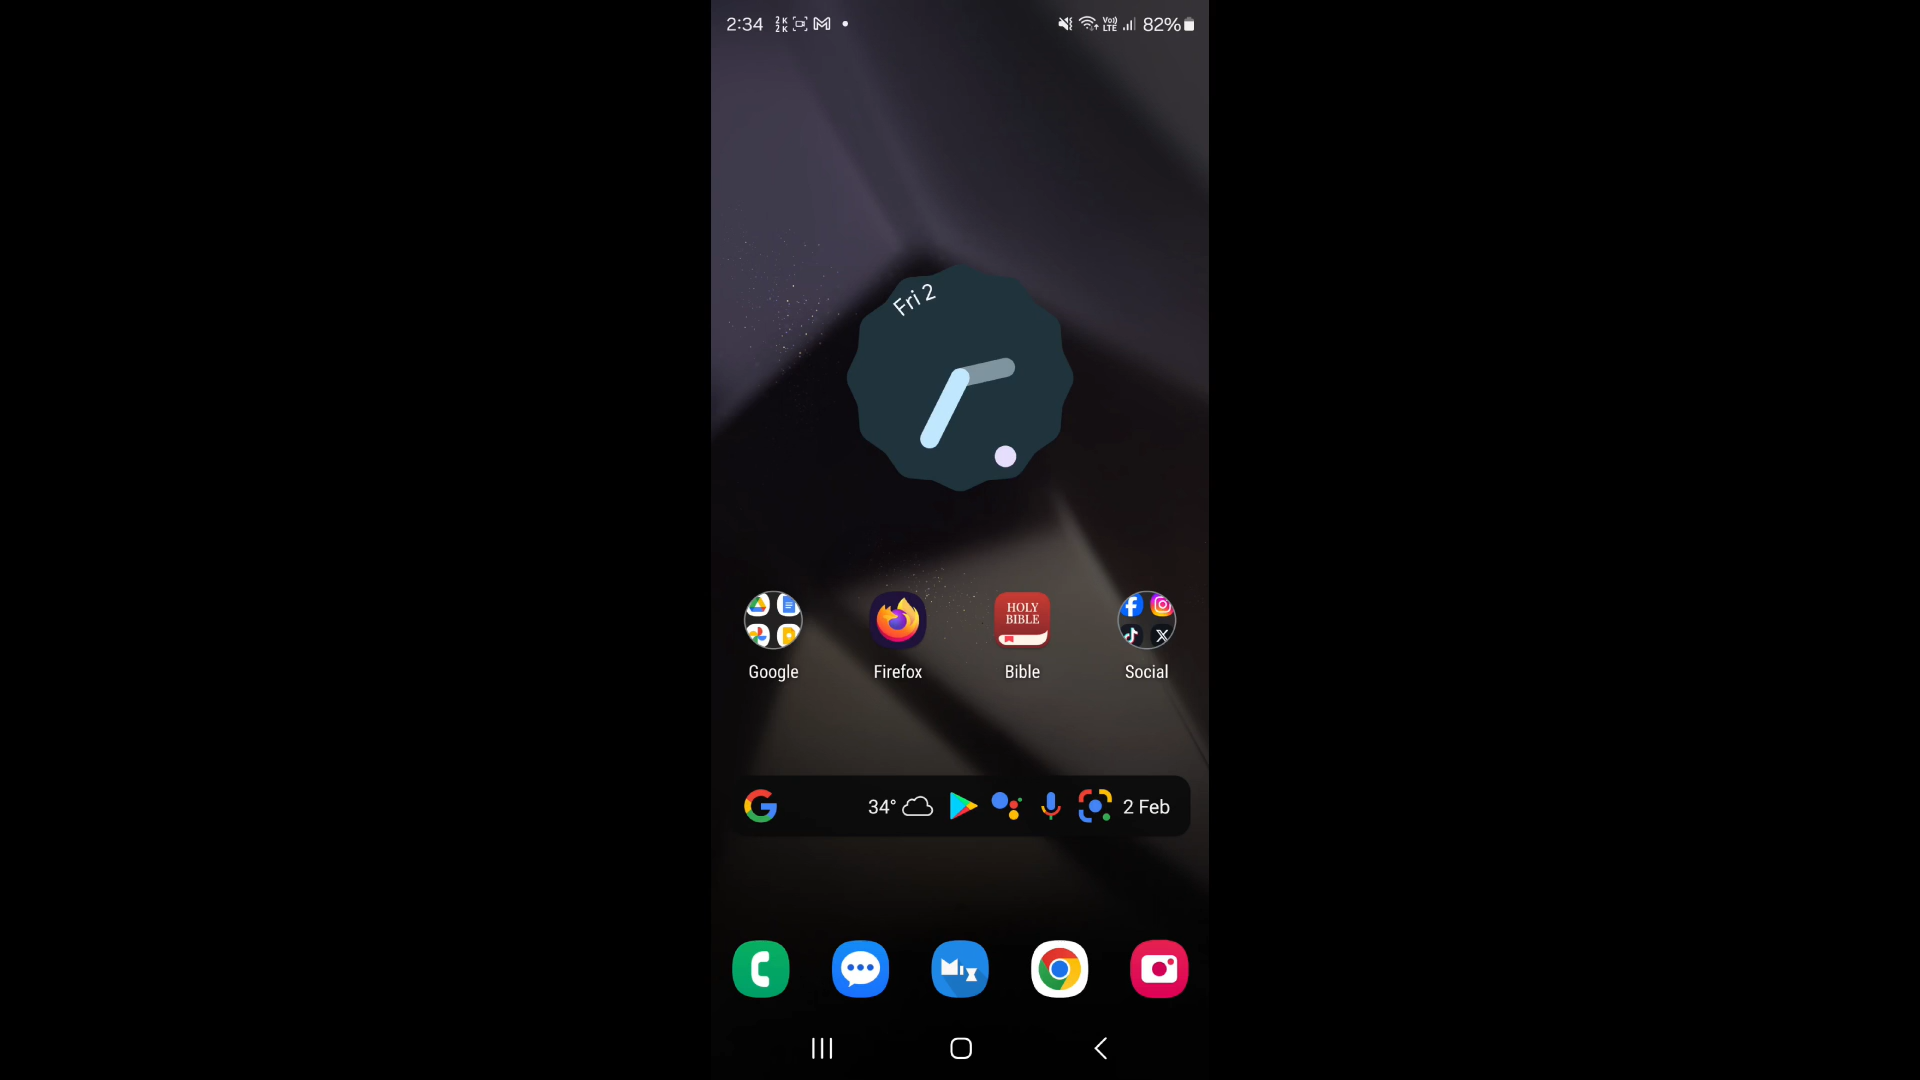 2:34
82%
Fri 2
HOLY
BIBLE
Google
Firefox
Bible
Social
34°
2 Feb